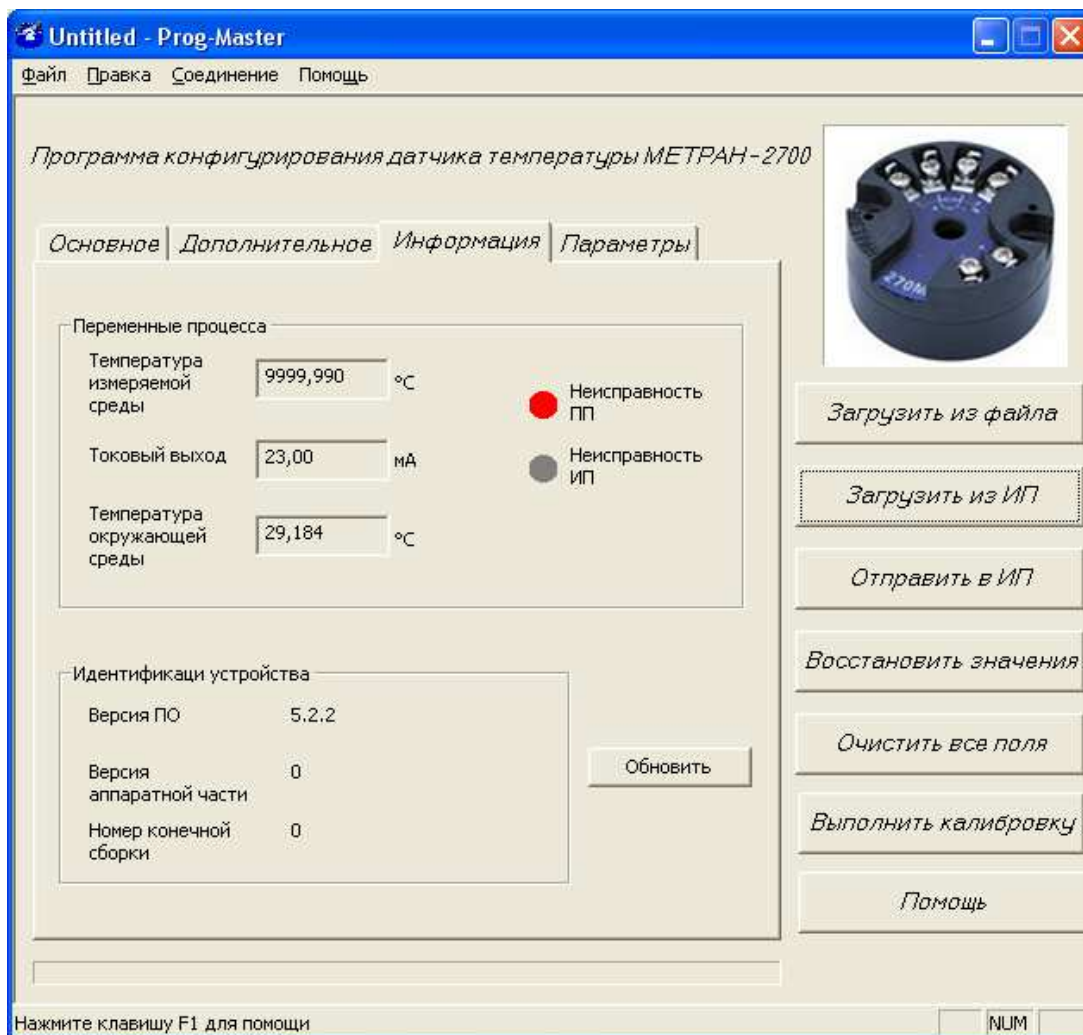 Untitled - Prog-Master
Файл Правка Соединение Помощь
Программа конфигурирования датчика температуры МЕТРАН-2700
Основное Дополнительное Информация Параметры
Переменные процесса
Температура
измеряемой
среды
9999,990 °C
Токовый выход 23,00 мА
Температура
окружающей
среды
29,184 °C
Неисправность
ПП
Неисправность
ИП
Идентификаци устройства
Версия ПО 5.2.2
Версия
аппаратной части
0
Номер конечной
сборки
0
Обновить
270М
Загрузить из файла
Загрузить из ИП
Отправить в ИП
Восстановить значения
Очистить все поля
Выполнить калибровку
Помощь
Нажмите клавишу F1 для помощи
NUM